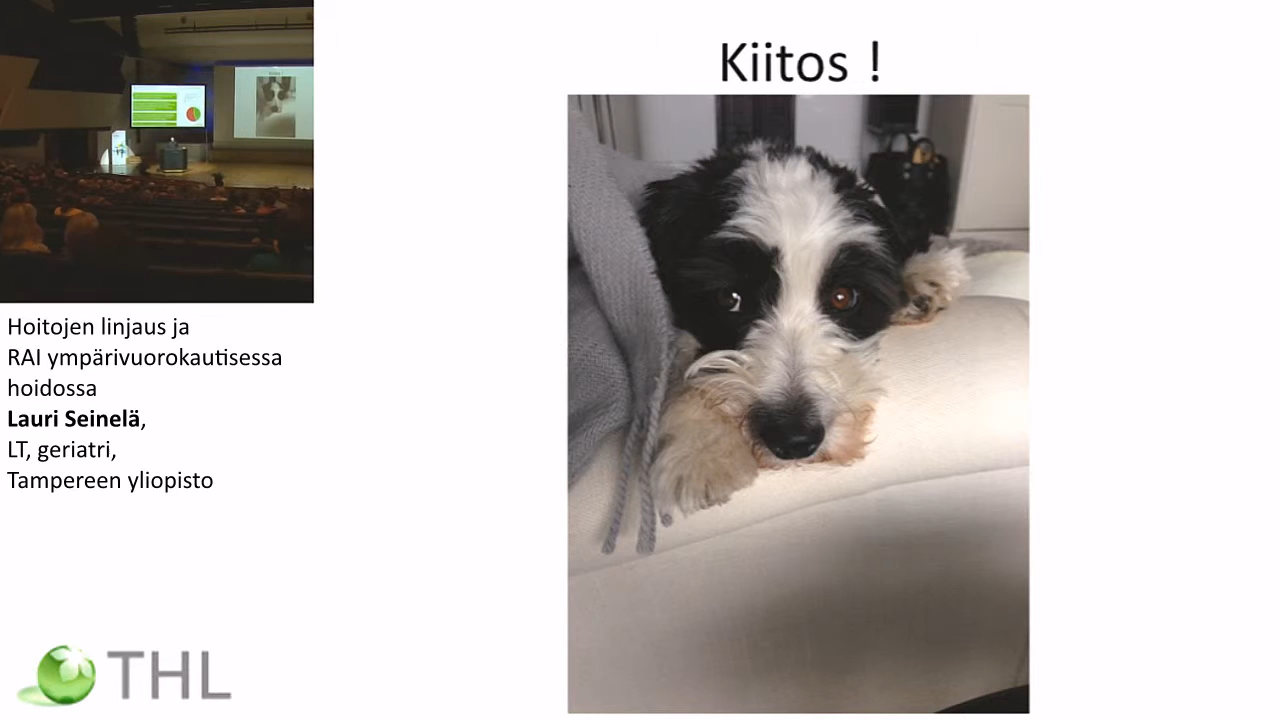 Kiitos !
Hoitojen linjaus ja
RAI ympärivuorokautisessa
hoidossa
Lauri Seinelä,
LT, geriatri,
Tampereen yliopisto
THL